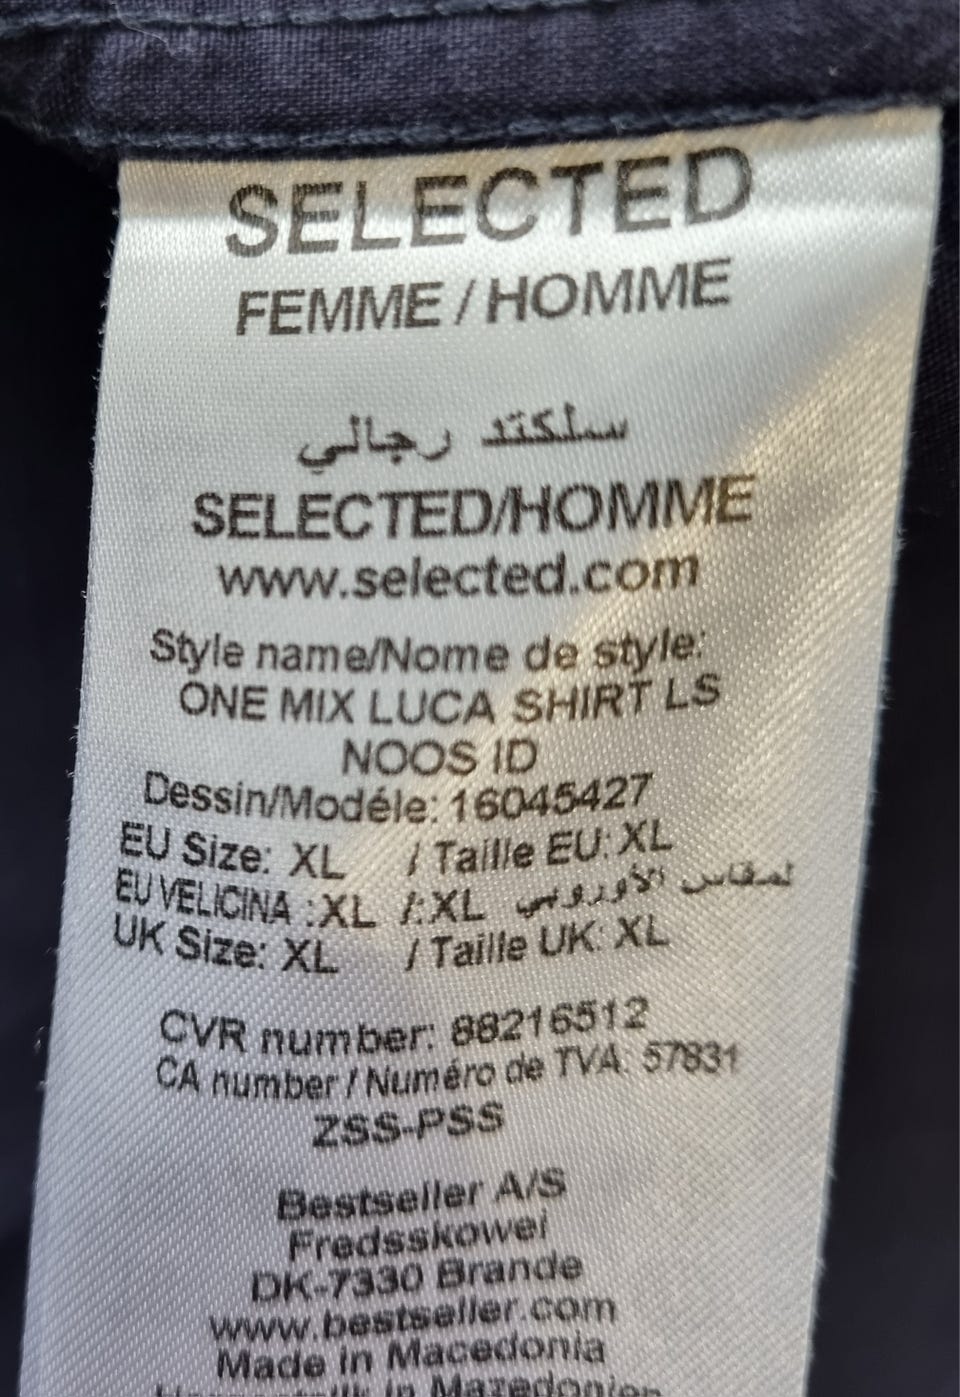 SELECTED
FEMME / HOMME
سلكتد رجالي
SELECTED/HOMME
www.selected.com
Style name/Nome de style:
ONE MIX LUCA SHIRT LS
NOOS ID
Dessin/Modéle: 16045427
EU Size: XL / Taille EU: XL
EU VELICINA :XL /:XL لمقاس الأوروبي
UK Size: XL / Taille UK: XL
CVR number: 88216512
CA number / Numéro de TVA: 57831
ZSS-PSS
Bestseller A/S
Fredsskowei
DK-7330 Brande
www.bestseller.com
Made in Macedonia
in Mazedonien